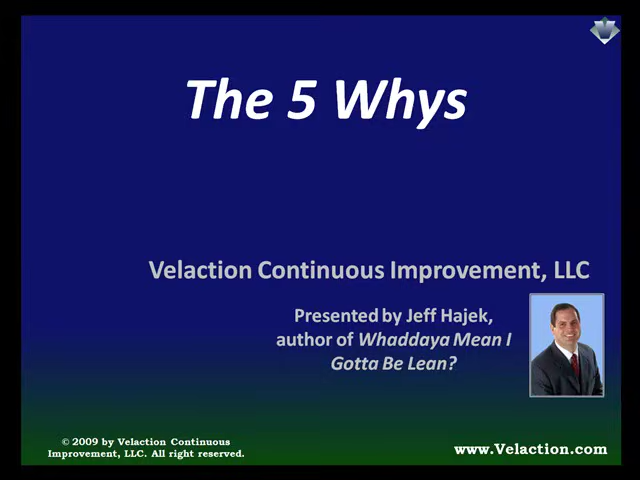 The 5 Whys
Velaction Continuous Improvement, LLC
Presented by Jeff Hajek,
author of Whaddaya Mean I
Gotta Be Lean?
© 2009 by Velaction Continuous
Improvement, LLC. All right reserved.
www.Velaction.com